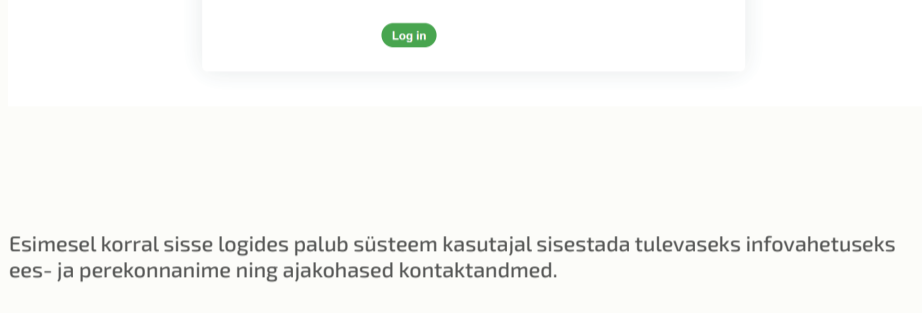 Log in
Esimesel korral sisse logides palub süsteem kasutajal sisestada tulevaseks infovahetuseks
ees- ja perekonnanime ning ajakohased kontaktandmed.